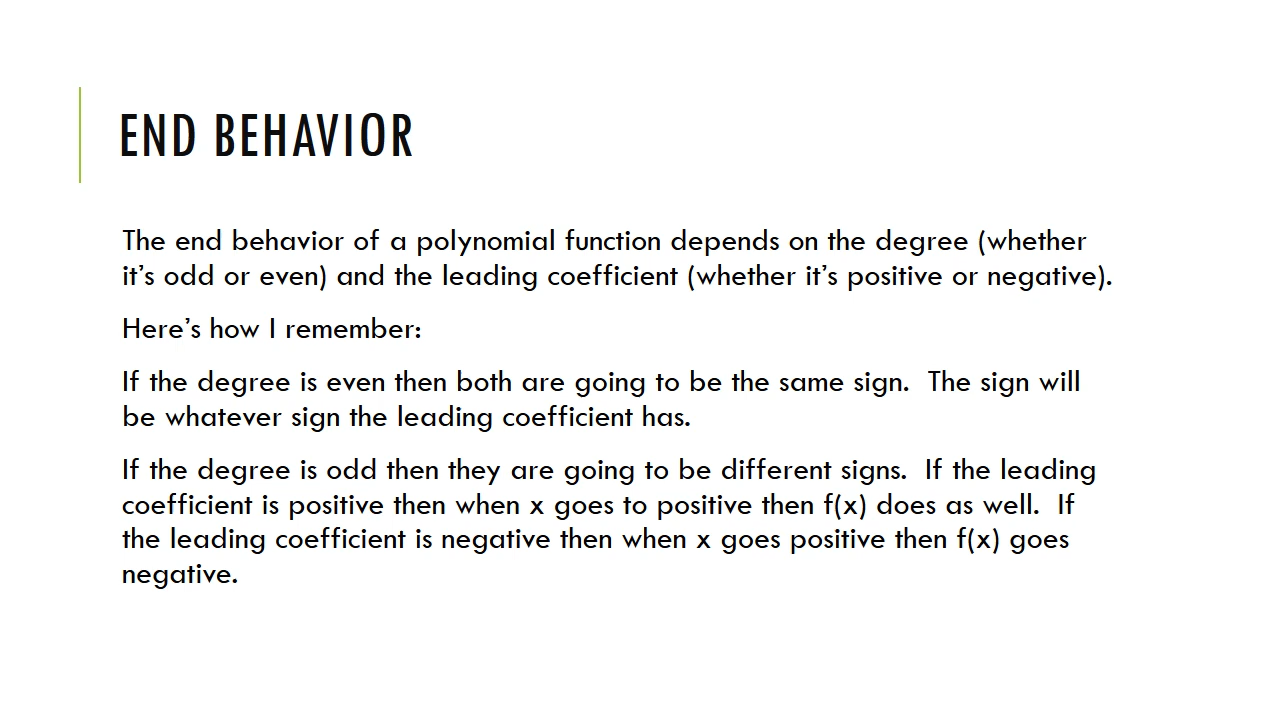 END BEHAVIOR
The end behavior of a polynomial function depends on the degree (whether
it’s odd or even) and the leading coefficient (whether it’s positive or negative).
Here’s how I remember:
If the degree is even then both are going to be the same sign.  The sign will
be whatever sign the leading coefficient has.
If the degree is odd then they are going to be different signs.  If the leading
coefficient is positive then when x goes to positive then f(x) does as well.  If
the leading coefficient is negative then when x goes positive then f(x) goes
negative.